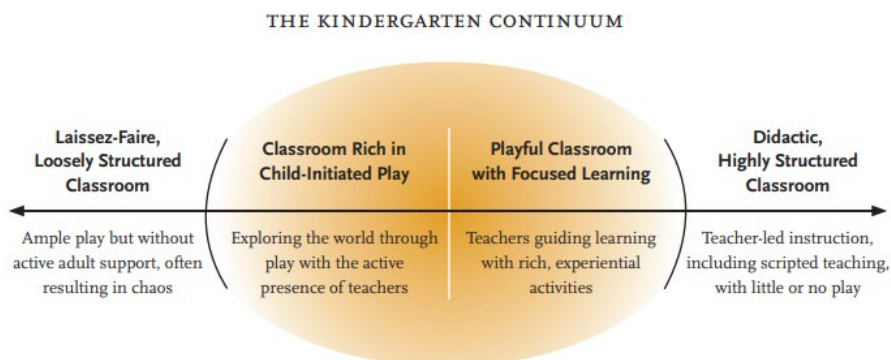 THE KINDERGARTEN CONTINUUM
Laissez-Faire,
Loosely Structured
Classroom
Ample play but without
active adult support, often
resulting in chaos
Classroom Rich in
Child-Initiated Play
Exploring the world through
play with the active
presence of teachers
Playful Classroom
with Focused Learning
Teachers guiding learning
with rich, experiential
activities
Didactic,
Highly Structured
Classroom
Teacher-led instruction,
including scripted teaching,
with little or no play